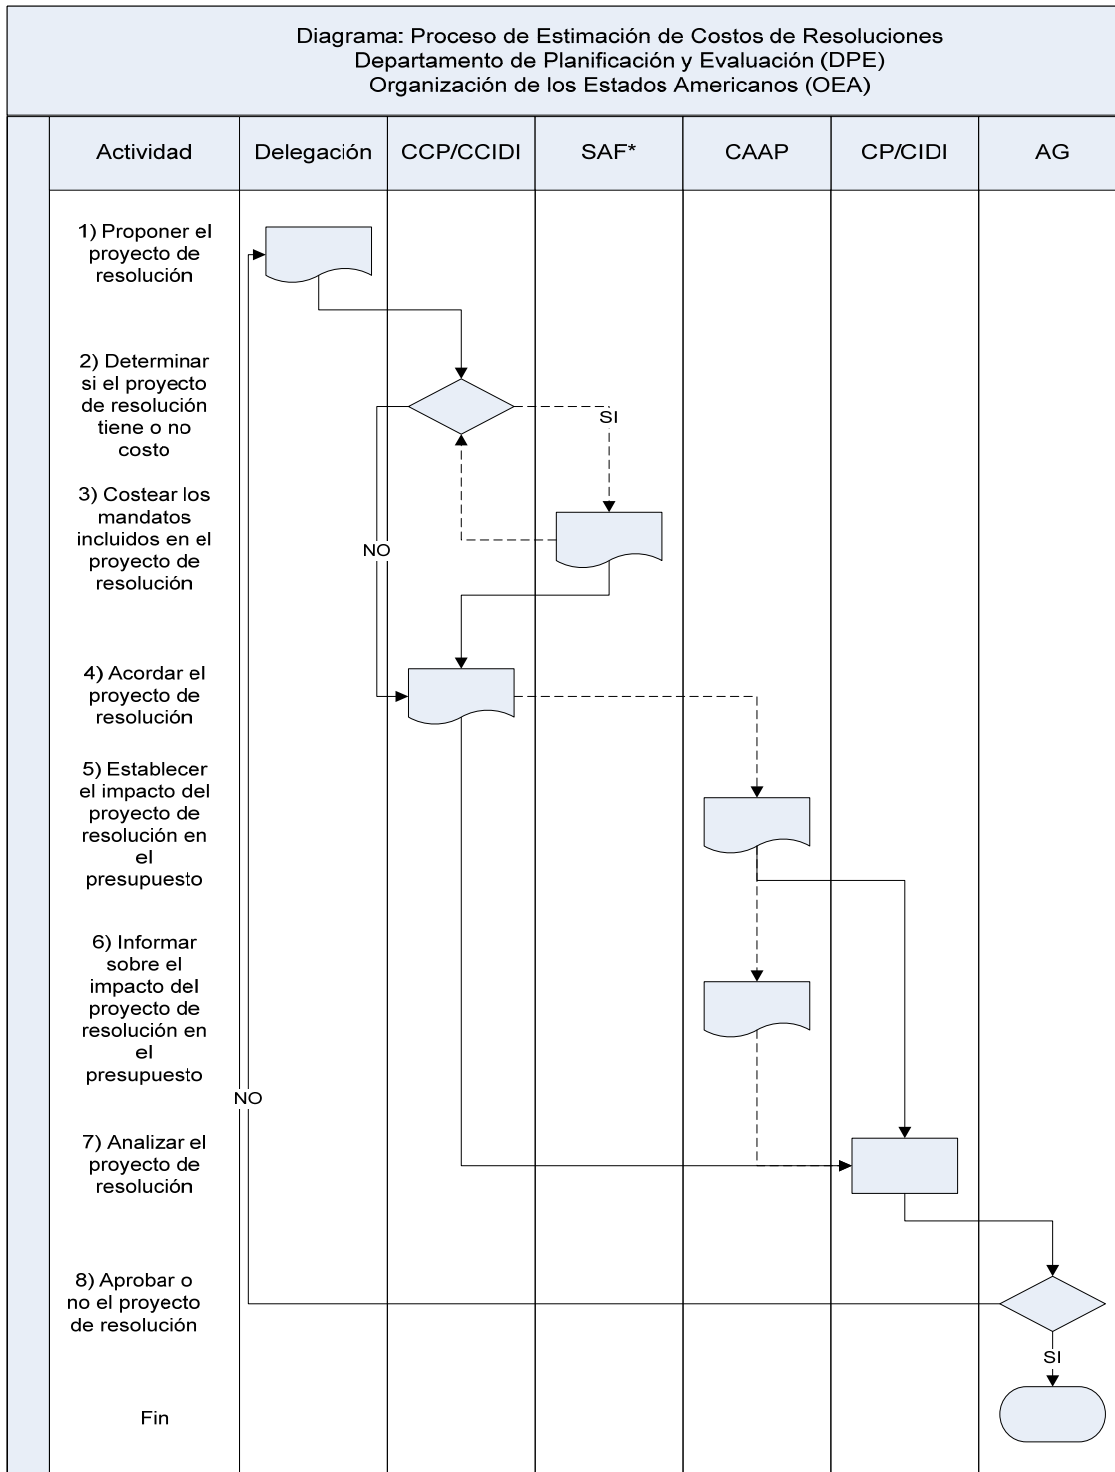 Diagrama: Proceso de Estimación de Costos de Resoluciones
Departamento de Planificación y Evaluación (DPE)
Organización de los Estados Americanos (OEA)
Actividad
Delegación
CCP/CCIDI
SAF*
CAAP
CP/CIDI
AG
1) Proponer el
proyecto de
resolución
2) Determinar
si el proyecto
de resolución
tiene o no
costo
SI
3) Costear los
mandatos
incluidos en el
proyecto de
resolución
NO
4) Acordar el
proyecto de
resolución
5) Establecer
el impacto del
proyecto de
resolución en
el
presupuesto
6) Informar
sobre el
impacto del
proyecto de
resolución en
el
presupuesto
NO
7) Analizar el
proyecto de
resolución
8) Aprobar o
no el proyecto
de resolución
SI
Fin